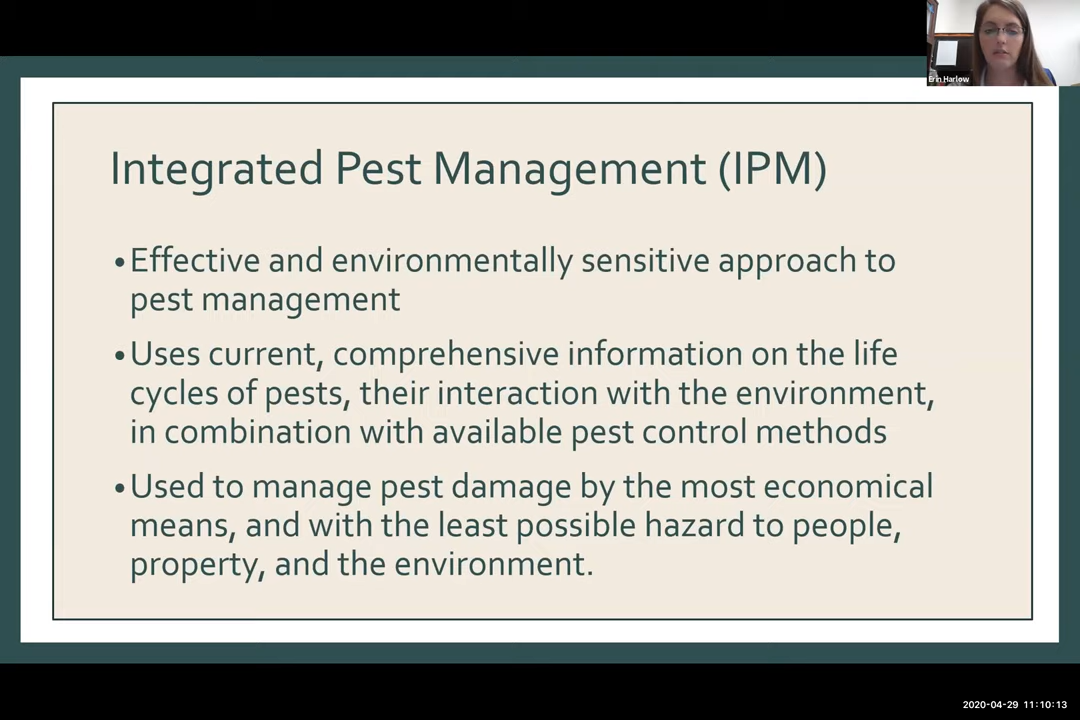 Erin Harlow
Integrated Pest Management (IPM)
•Effective and environmentally sensitive approach to
pest management
•Uses current, comprehensive information on the life
cycles of pests, their interaction with the environment,
in combination with available pest control methods
•Used to manage pest damage by the most economical
means, and with the least possible hazard to people,
property, and the environment.
2020-04-29 11:10:13